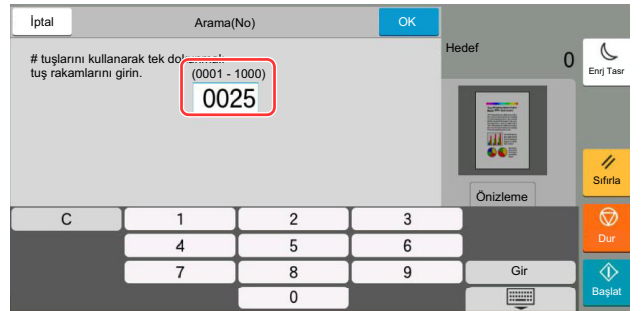 İptal
Arama(No)
OK
Hedef
0
Enrj Tasr
# tuşlarını kullanarak tek dokunmalı
tuş rakamlarını girin.
(0001 - 1000)
0025
Önizleme
Sıfırla
C
1
2
3
4
5
6
7
8
9
0
Gir
Dur
Başlat